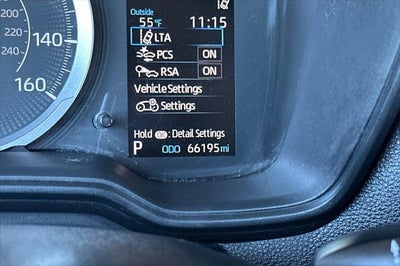 Outside
55°F 11:15
LTA
PCS ON
RSA ON
Vehicle Settings
Settings
Hold OK: Detail Settings
P ODO 66195 mi
140
160
200
220
240